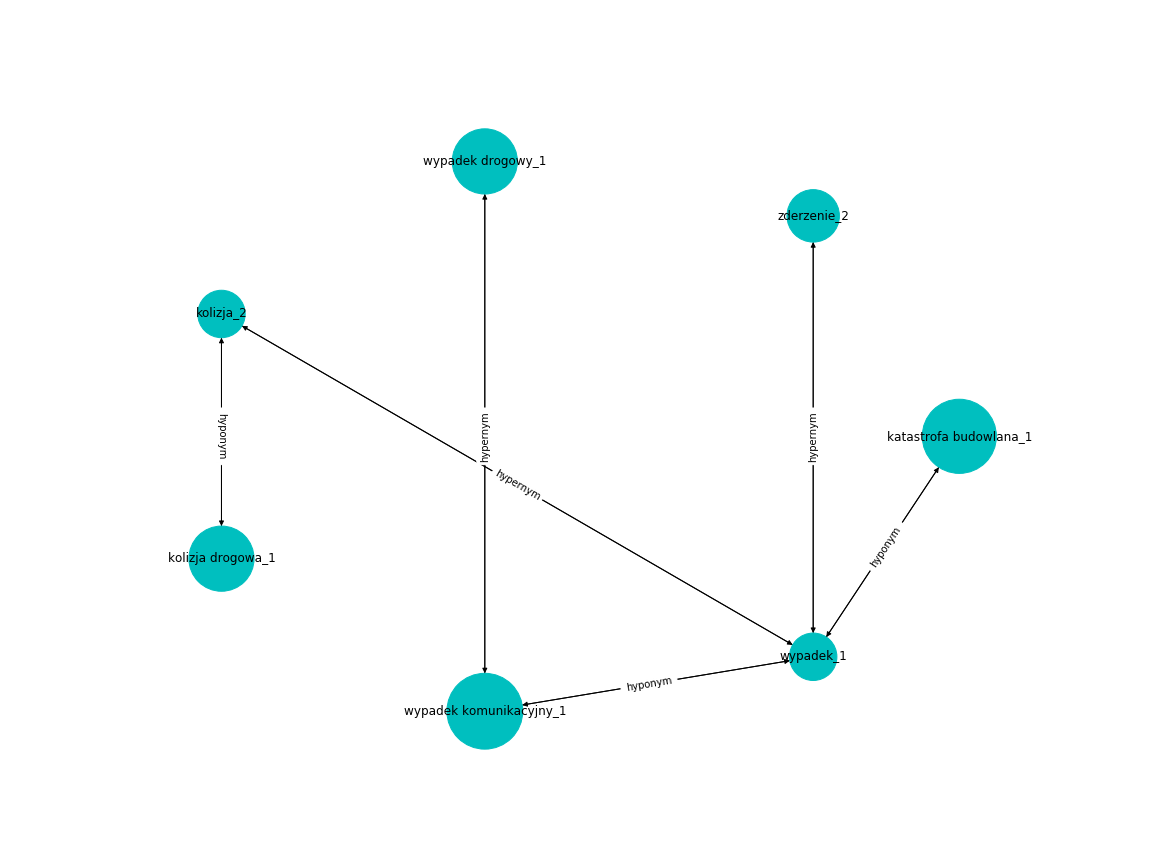 wypadek drogowy_1
zderzenie_2
kolizja_2
hyponym
hypernym
hypernym
katastrofa budowlana_1
hypernym
hyponym
kolizja drogowa_1
wypadek_1
hyponym
wypadek komunikacyjny_1